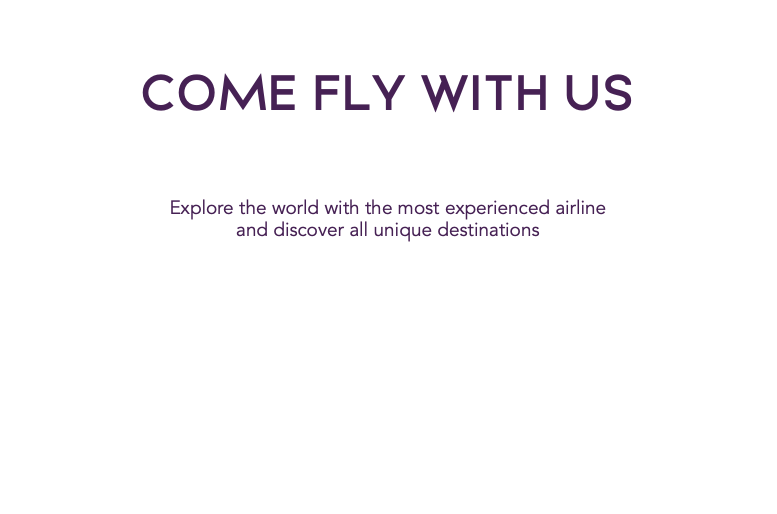 COME FLY WITH US
Explore the world with the most experienced airline
and discover all unique destinations